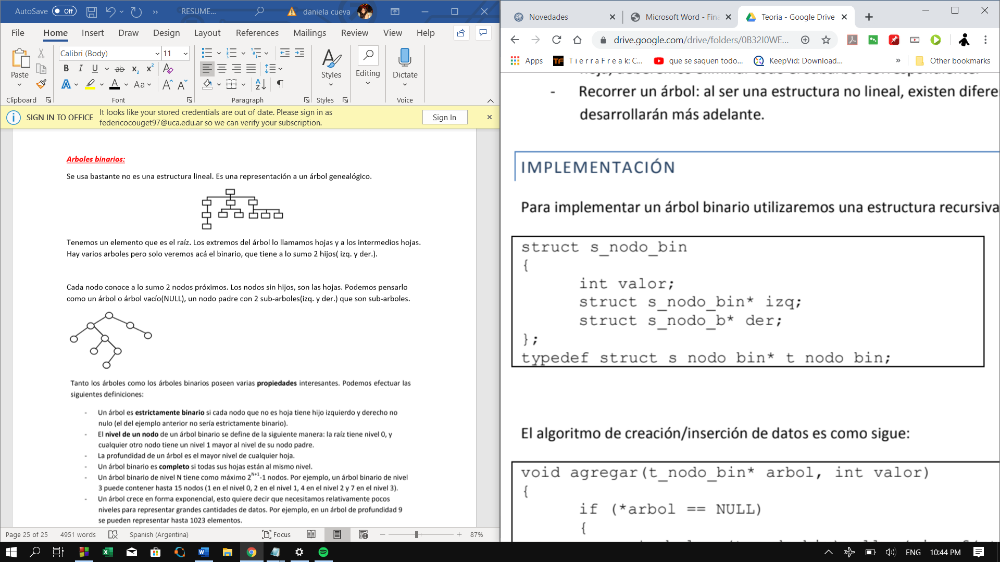 AutoSave Off RESUME... daniela cueva
File Home Insert Draw Design Layout References Mailings Review View Help
Calibri (Body) 11
Paste
Styles
Editing
Dictate
Clipboard Font Paragraph Styles Voice
SIGN IN TO OFFICE It looks like your stored credentials are out of date. Please sign in as
federicocouget97@uca.edu.ar so we can verify your subscription.
Sign In
Arboles binarios:
Se usa bastante no es una estructura lineal. Es una representación a un árbol genealógico.
Tenemos un elemento que es el raíz. Los extremos del árbol lo llamamos hojas y a los intermedios hojas.
Hay varios arboles pero solo veremos acá el binario, que tiene a lo sumo 2 hijos( izq. y der.).
Cada nodo conoce a lo sumo 2 nodos próximos. Los nodos sin hijos, son las hojas. Podemos pensarlo
como un árbol o árbol vacío(NULL), un nodo padre con 2 sub-arboles(izq. y der.) que son sub-arboles.
Tanto los árboles como los árboles binarios poseen varias propiedades interesantes. Podemos efectuar las
siguientes definiciones:
- Un árbol es estrictamente binario si cada nodo que no es hoja tiene hijo izquierdo y derecho no
nulo (el del ejemplo anterior no sería estrictamente binario).
- El nivel de un nodo de un árbol binario se define de la siguiente manera: la raíz tiene nivel 0, y
cualquier otro nodo tiene un nivel 1 mayor al nivel de su nodo padre.
- La profundidad de un árbol es el mayor nivel de cualquier hoja.
- Un árbol binario es completo si todas sus hojas están al mismo nivel.
- Un árbol binario de nivel N tiene como máximo 2^N+1-1 nodos. Por ejemplo, un árbol binario de nivel
3 puede contener hasta 15 nodos (1 en el nivel 0, 2 en el nivel 1, 4 en el nivel 2 y 7 en el nivel 3).
- Un árbol crece en forma exponencial, esto quiere decir que necesitamos relativamente pocos
niveles para representar grandes cantidades de datos. Por ejemplo, en un árbol de profundidad 9
se pueden representar hasta 1023 elementos.
Page 25 of 25 4951 words Spanish (Argentina) Focus 87%
Novedades Microsoft Word - Fina Teoria - Google Drive
drive.google.com/drive/folders/0B32I0WE...
Apps TF T i e r r a F r e a k: C... que se saquen todo... KeepVid: Download... » Other bookmarks
- Recorrer un árbol: al ser una estructura no lineal, existen difere
desarrollarán más adelante.
IMPLEMENTACIÓN
Para implementar un árbol binario utilizaremos una estructura recursiva
struct s_nodo_bin
{
int valor;
struct s_nodo_bin* izq;
struct s_nodo_b* der;
};
typedef struct s_nodo_bin* t_nodo_bin;
El algoritmo de creación/inserción de datos es como sigue:
void agregar(t_nodo_bin* arbol, int valor)
{
if (*arbol == NULL)
{
ENG 10:44 PM